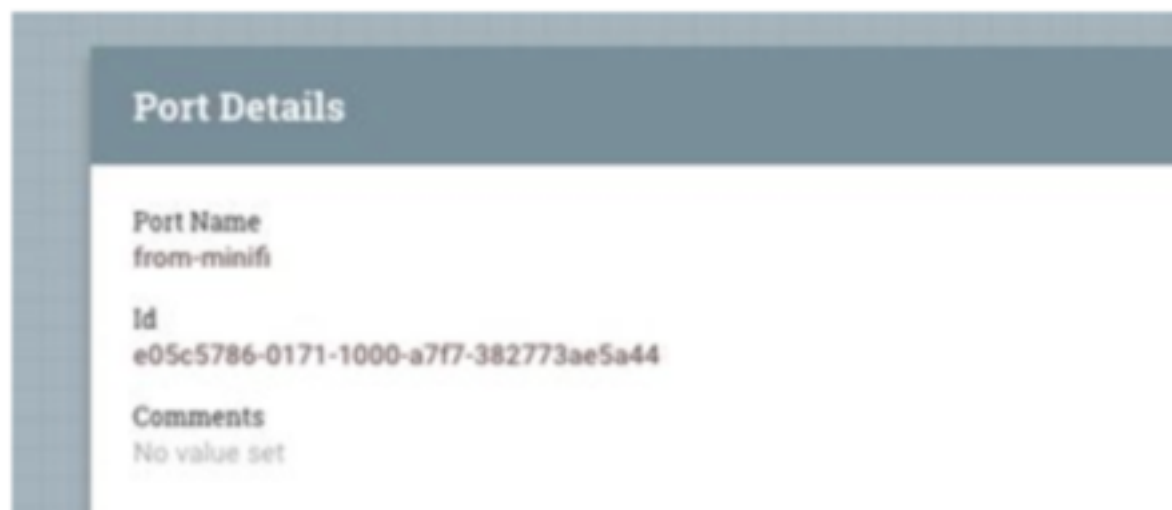 Port Details
Port Name
from-minifi
Id
e05c5786-0171-1000-a7f7-382773ae5a44
Comments
No value set